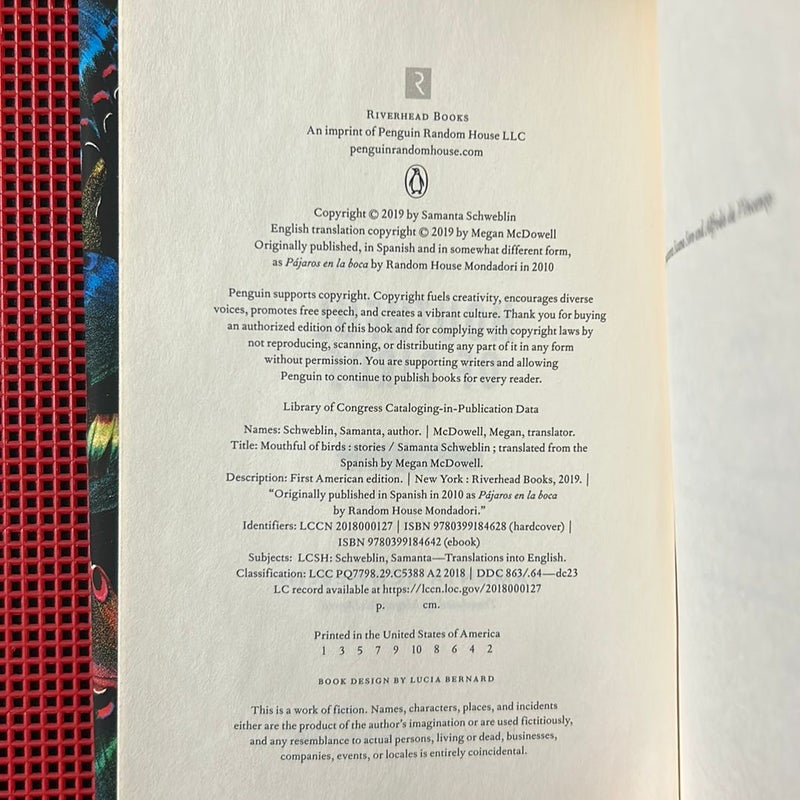 R
RIVERHEAD BOOKS
An imprint of Penguin Random House LLC
penguinrandomhouse.com
Copyright © 2019 by Samanta Schweblin
English translation copyright © 2019 by Megan McDowell
Originally published, in Spanish and in somewhat different form,
as Pájaros en la boca by Random House Mondadori in 2010
Penguin supports copyright. Copyright fuels creativity, encourages diverse
voices, promotes free speech, and creates a vibrant culture. Thank you for buying
an authorized edition of this book and for complying with copyright laws by
not reproducing, scanning, or distributing any part of it in any form
without permission. You are supporting writers and allowing
Penguin to continue to publish books for every reader.
Library of Congress Cataloging-in-Publication Data
Names: Schweblin, Samanta, author. | McDowell, Megan, translator.
Title: Mouthful of birds : stories / Samanta Schweblin ; translated from the
Spanish by Megan McDowell.
Description: First American edition. | New York : Riverhead Books, 2019. |
"Originally published in Spanish in 2010 as Pájaros en la boca
by Random House Mondadori."
Identifiers: LCCN 2018000127 | ISBN 9780399184628 (hardcover) |
ISBN 9780399184642 (ebook)
Subjects: LCSH: Schweblin, Samanta—Translations into English.
Classification: LCC PQ7798.29.C5388 A2 2018 | DDC 863/.64—dc23
LC record available at https://lccn.loc.gov/2018000127
p. cm.
Printed in the United States of America
1 3 5 7 9 10 8 6 4 2
BOOK DESIGN BY LUCIA BERNARD
This is a work of fiction. Names, characters, places, and incidents
either are the product of the author's imagination or are used fictitiously,
and any resemblance to actual persons, living or dead, businesses,
companies, events, or locales is entirely coincidental.
and Alfredo de